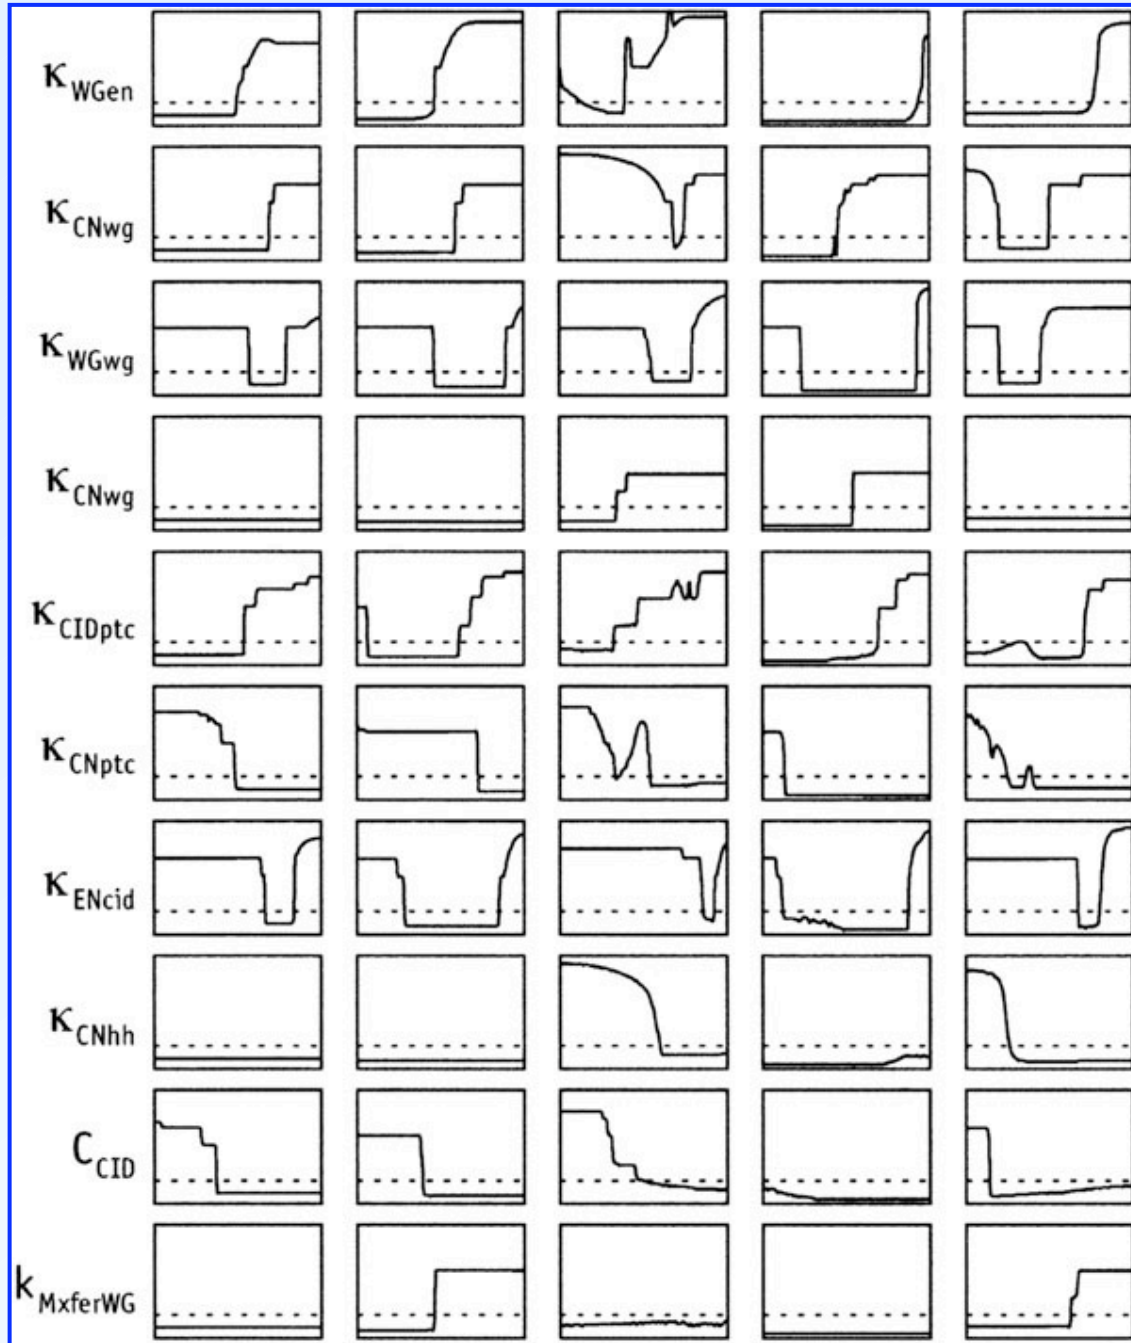 κWGen
κCNwg
κWGwg
κCNwg
κCIDptc
κCNptc
κENcid
κCNhh
CCID
kMxferWG